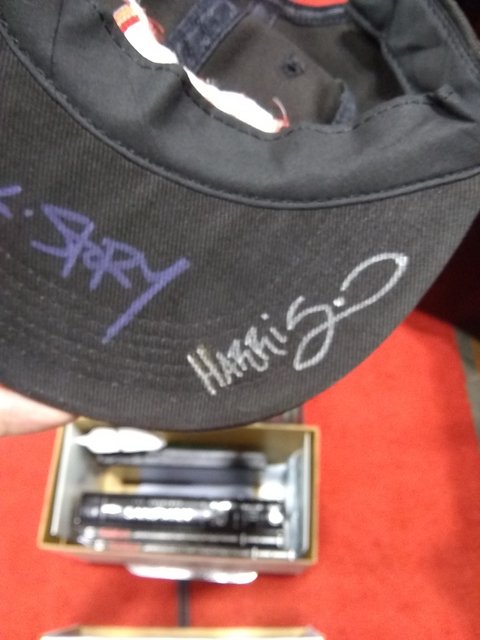 . STORY
HARRIS.